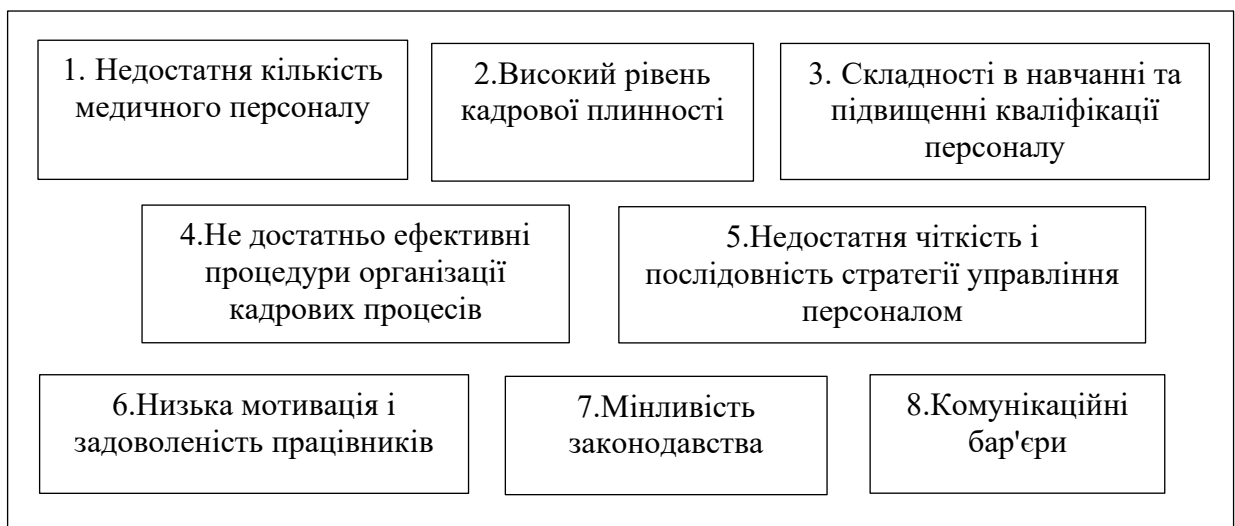 1. Недостатня кількість
медичного персоналу
2.Високий рівень
кадрової плинності
3. Складності в навчанні та
підвищенні кваліфікації
персоналу
4.Не достатньо ефективні
процедури організації
кадрових процесів
5.Недостатня чіткість і
послідовність стратегії управління
персоналом
6.Низька мотивація і
задоволеність працівників
7.Мінливість
законодавства
8.Комунікаційні
бар'єри